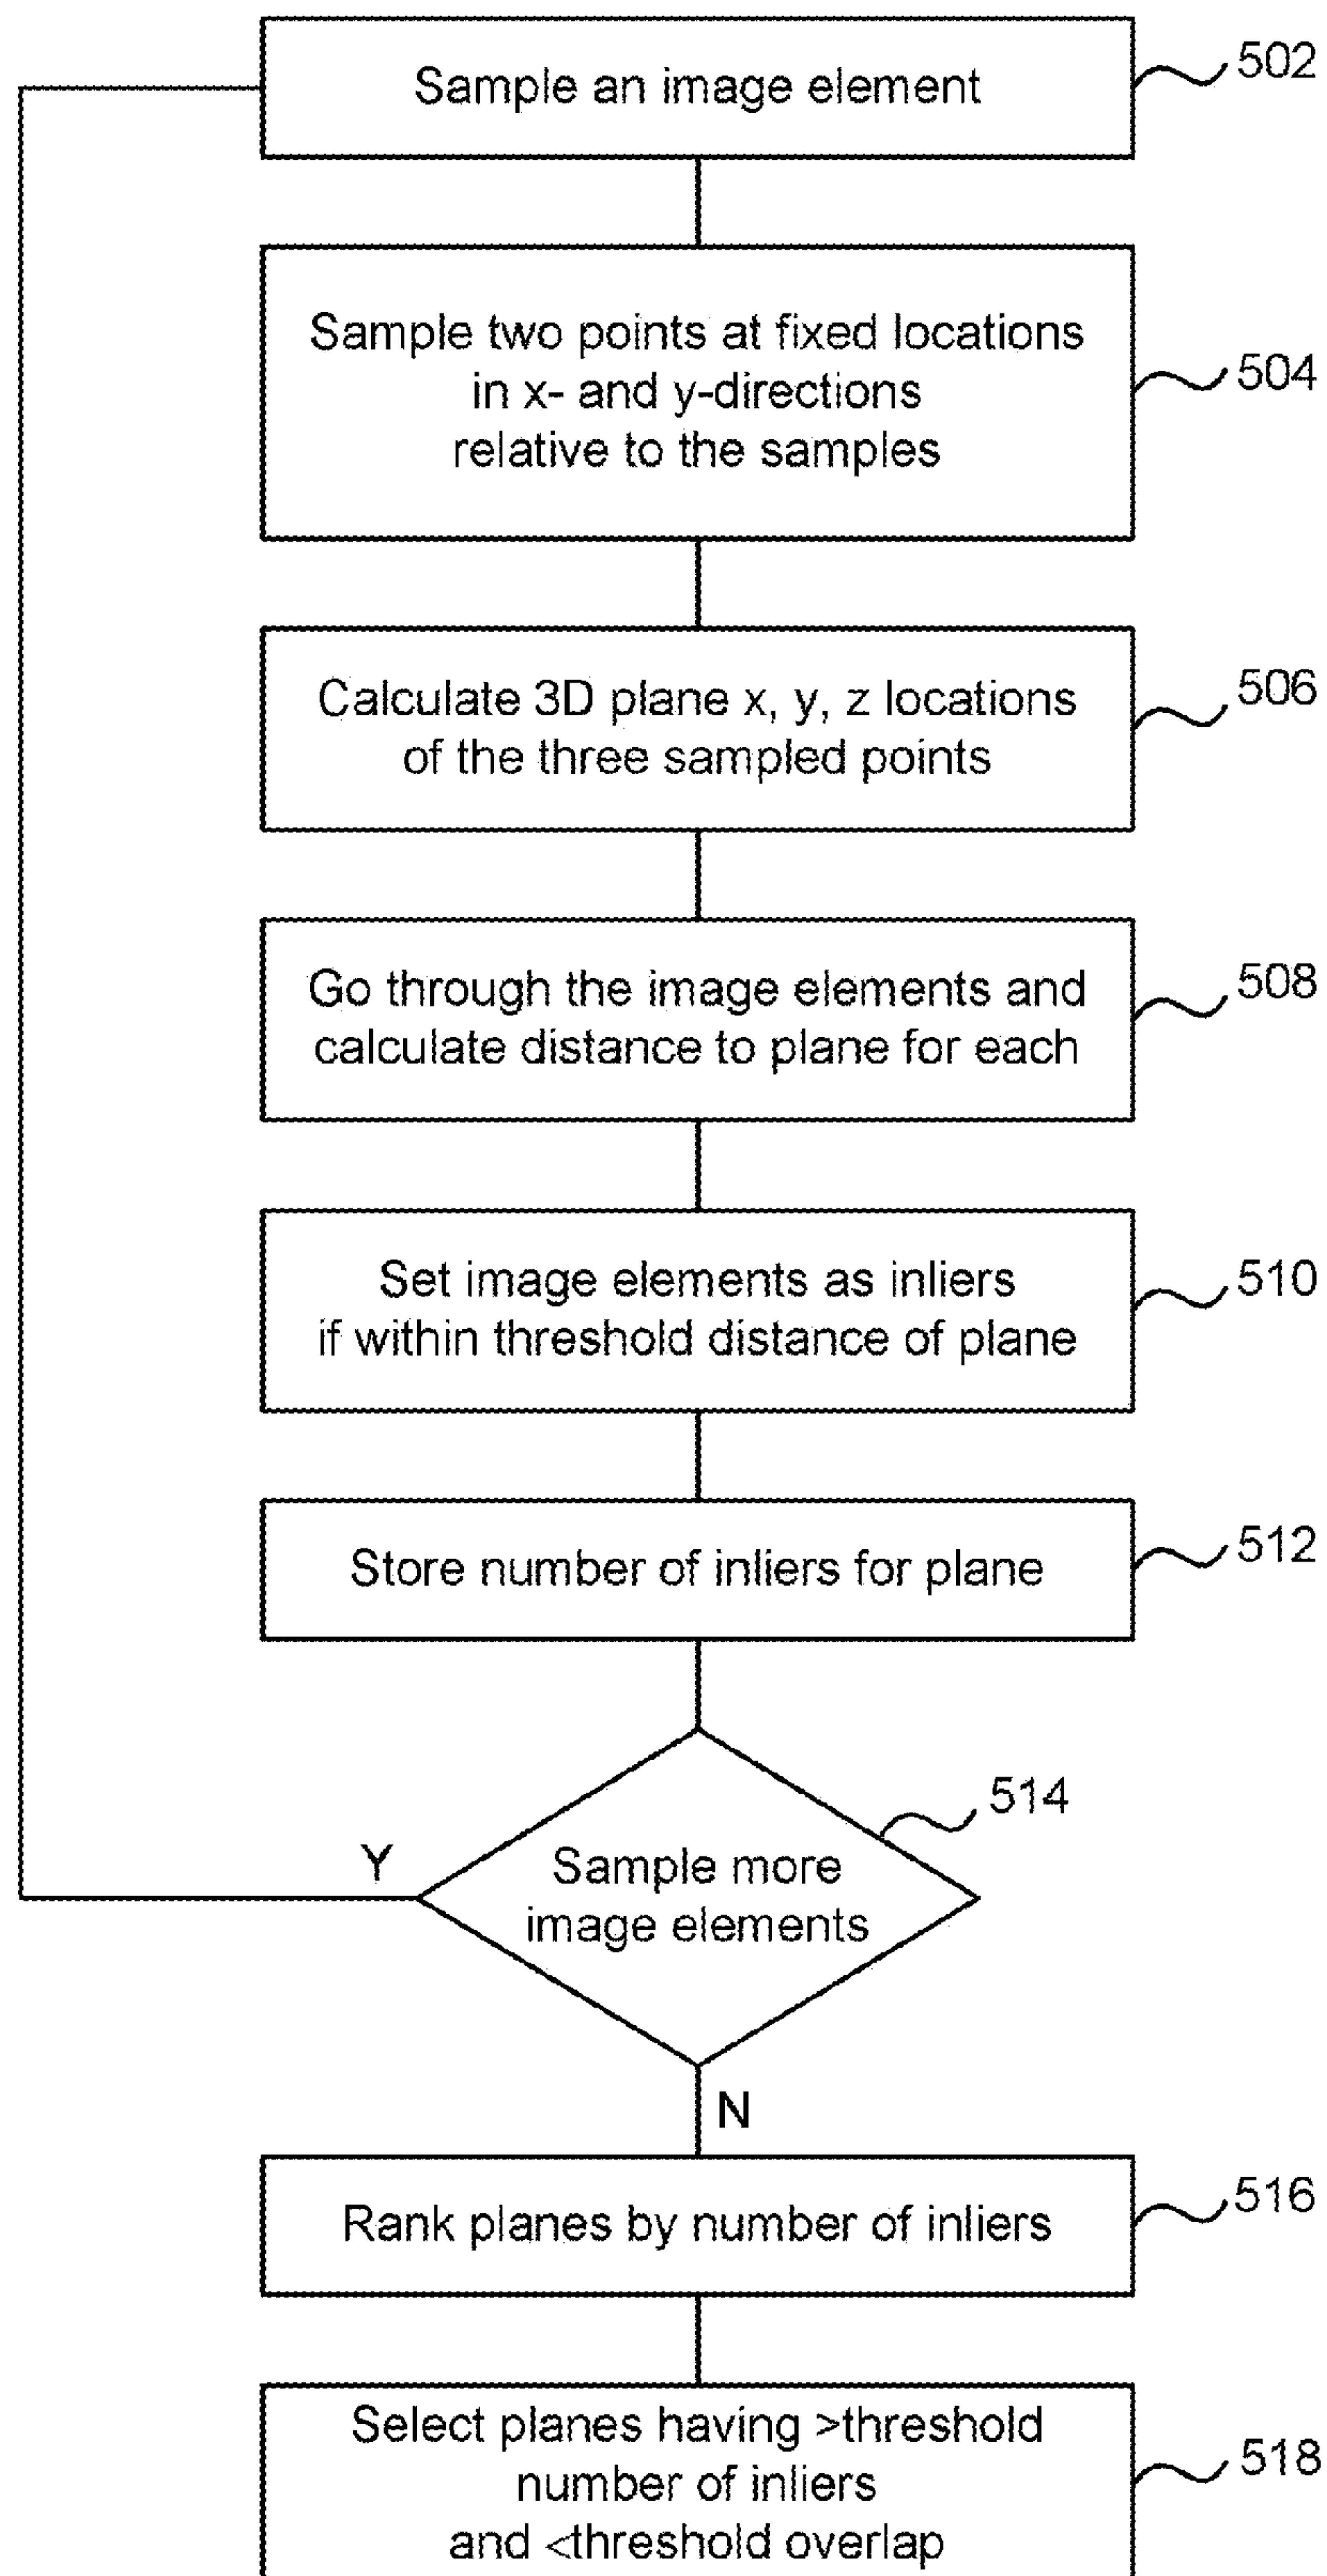 Sample an image element
502
Sample two points at fixed locations
in x- and y-directions
relative to the samples
504
Calculate 3D plane x, y, z locations
of the three sampled points
506
Go through the image elements and
calculate distance to plane for each
508
Set image elements as inliers
if within threshold distance of plane
510
Store number of inliers for plane
512
514
Y
Sample more
image elements
N
Rank planes by number of inliers
516
Select planes having >threshold
number of inliers
and <threshold overlap
518